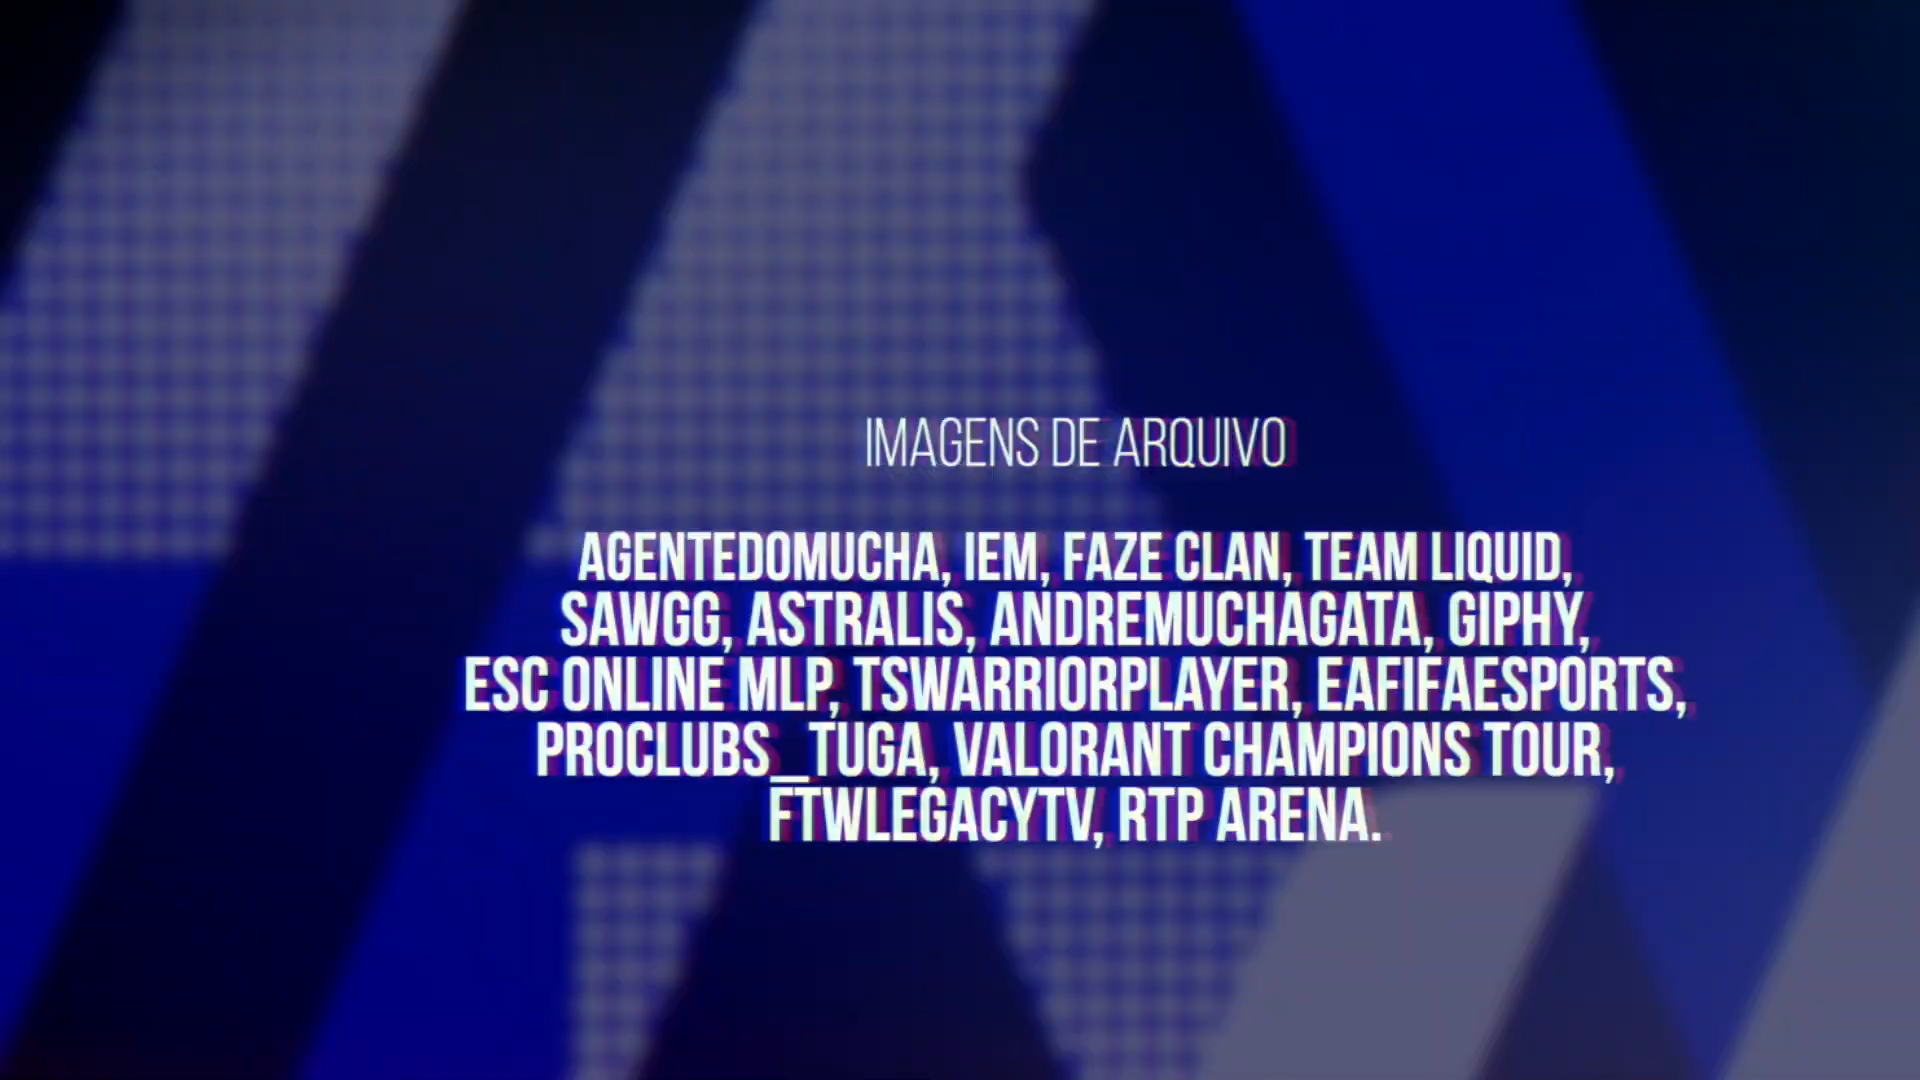 IMAGENS DE ARQUIVO
AGENTEDOMUCHA, IEM, FAZE CLAN, TEAM LIQUID,
SAWGG, ASTRALIS, ANDREMUCHAGATA, GIPHY,
ESC ONLINE MLP, TSWARRIORPLAYER, EAFIFAESPORTS,
PROCLUBS_TUGA, VALORANT CHAMPIONS TOUR,
FTWLEGACYTV, RTP ARENA.